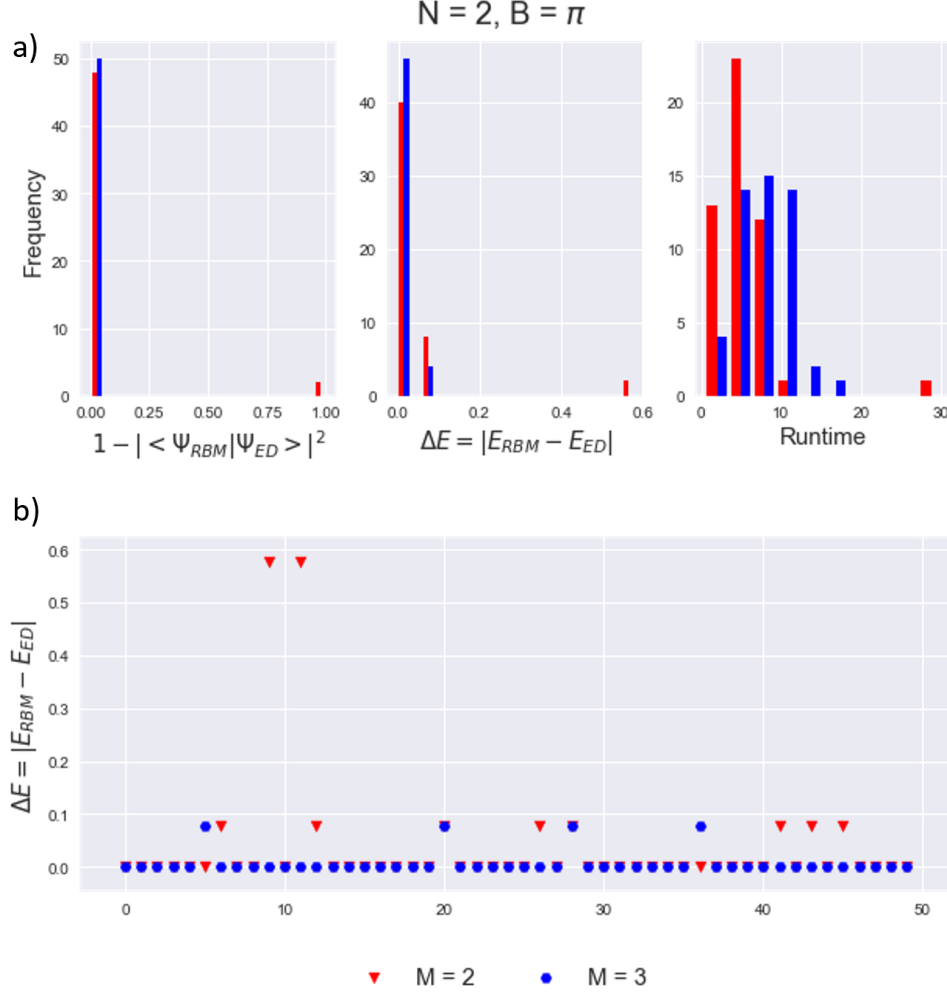 N = 2, B = π
a)
Frequency
50
40
30
20
10
0
0.00 0.25 0.50 0.75 1.00
1 − | < Ψ_RBM|Ψ_ED > |²
40
30
20
10
0
0.0 0.2 0.4 0.6
ΔE = |E_RBM − E_ED|
20
15
10
5
0
0 10 20 30
Runtime
b)
ΔE = |E_RBM − E_ED|
0.6
0.5
0.4
0.3
0.2
0.1
0.0
0 10 20 30 40 50
M = 2 M = 3